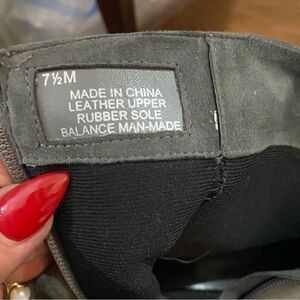 7½M
MADE IN CHINA
LEATHER UPPER
RUBBER SOLE
BALANCE MAN-MADE